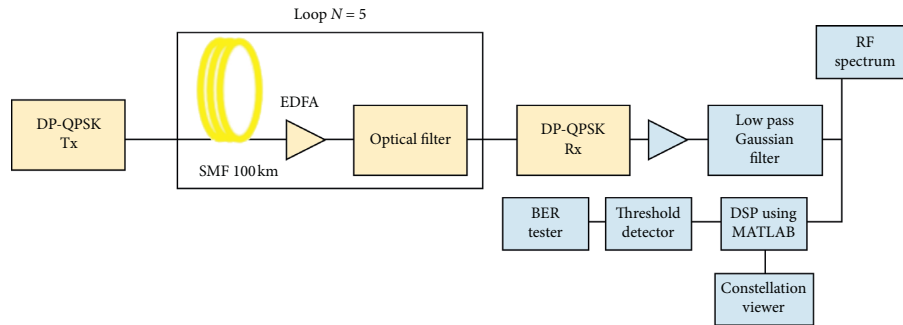 Loop N = 5
RF
spectrum
EDFA
DP-QPSK
Tx
Optical filter
DP-QPSK
Rx
Low pass
Gaussian
filter
SMF 100 km
BER
tester
Threshold
detector
DSP using
MATLAB
Constellation
viewer